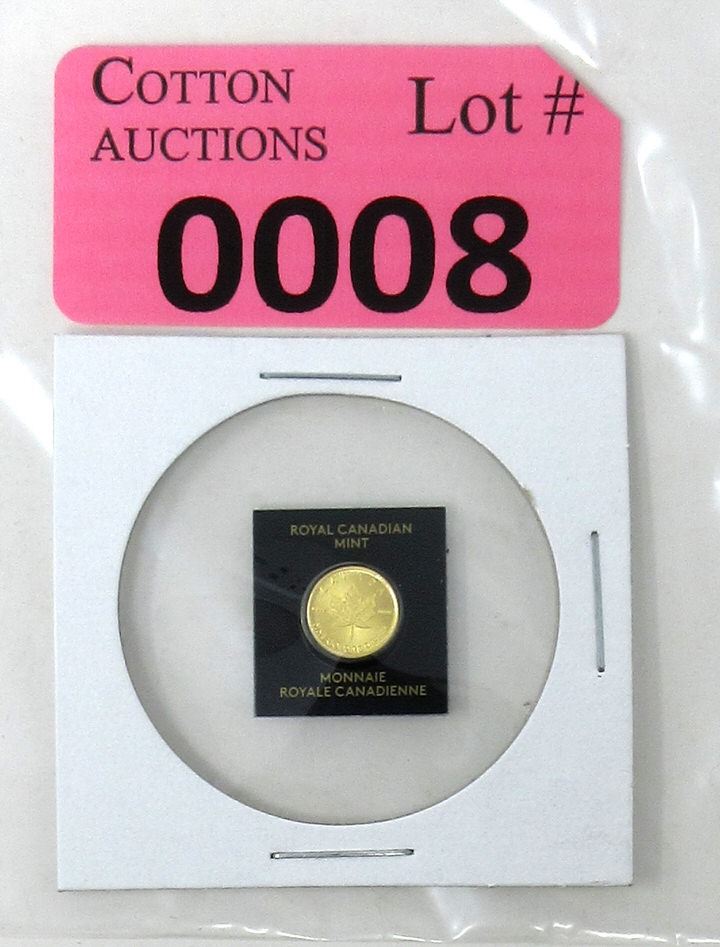 COTTON
AUCTIONS
Lot #
0008
ROYAL CANADIAN
MINT
MONNAIE
ROYALE CANADIENNE